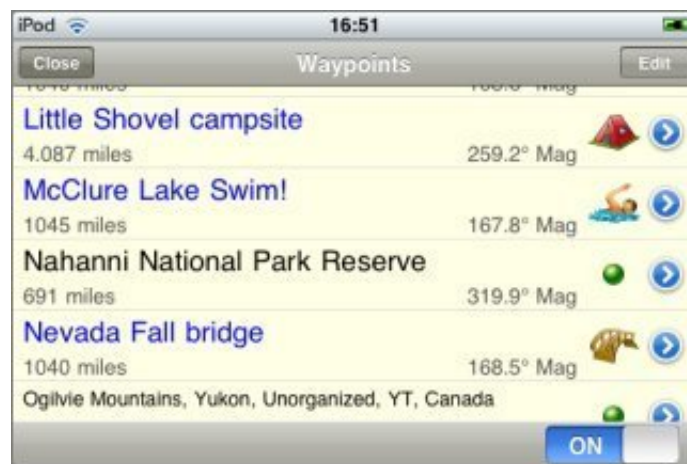 iPod 16:51
Close Waypoints Edit
Little Shovel campsite
4.087 miles 259.2° Mag
McClure Lake Swim!
1045 miles 167.8° Mag
Nahanni National Park Reserve
691 miles 319.9° Mag
Nevada Fall bridge
1040 miles 168.5° Mag
Ogilvie Mountains, Yukon, Unorganized, YT, Canada
ON